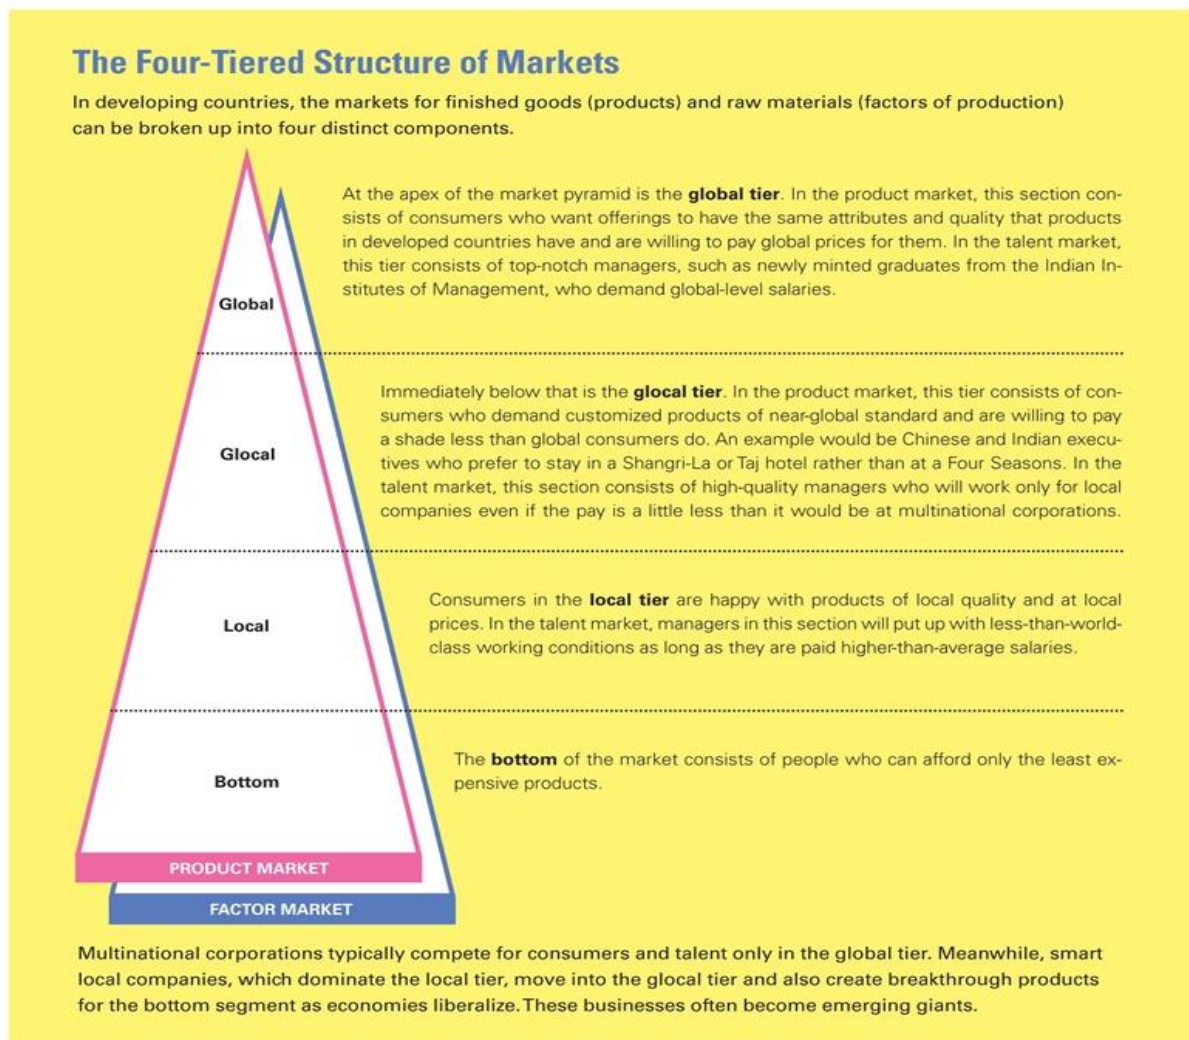 The Four-Tiered Structure of Markets
In developing countries, the markets for finished goods (products) and raw materials (factors of production)
can be broken up into four distinct components.
At the apex of the market pyramid is the global tier. In the product market, this section con-
sists of consumers who want offerings to have the same attributes and quality that products
in developed countries have and are willing to pay global prices for them. In the talent market,
this tier consists of top-notch managers, such as newly minted graduates from the Indian In-
stitutes of Management, who demand global-level salaries.
Global
Immediately below that is the glocal tier. In the product market, this tier consists of con-
sumers who demand customized products of near-global standard and are willing to pay
a shade less than global consumers do. An example would be Chinese and Indian execu-
tives who prefer to stay in a Shangri-La or Taj hotel rather than at a Four Seasons. In the
talent market, this section consists of high-quality managers who will work only for local
companies even if the pay is a little less than it would be at multinational corporations.
Glocal
Consumers in the local tier are happy with products of local quality and at local
prices. In the talent market, managers in this section will put up with less-than-world-
class working conditions as long as they are paid higher-than-average salaries.
Local
The bottom of the market consists of people who can afford only the least ex-
pensive products.
Bottom
PRODUCT MARKET
FACTOR MARKET
Multinational corporations typically compete for consumers and talent only in the global tier. Meanwhile, smart
local companies, which dominate the local tier, move into the glocal tier and also create breakthrough products
for the bottom segment as economies liberalize. These businesses often become emerging giants.